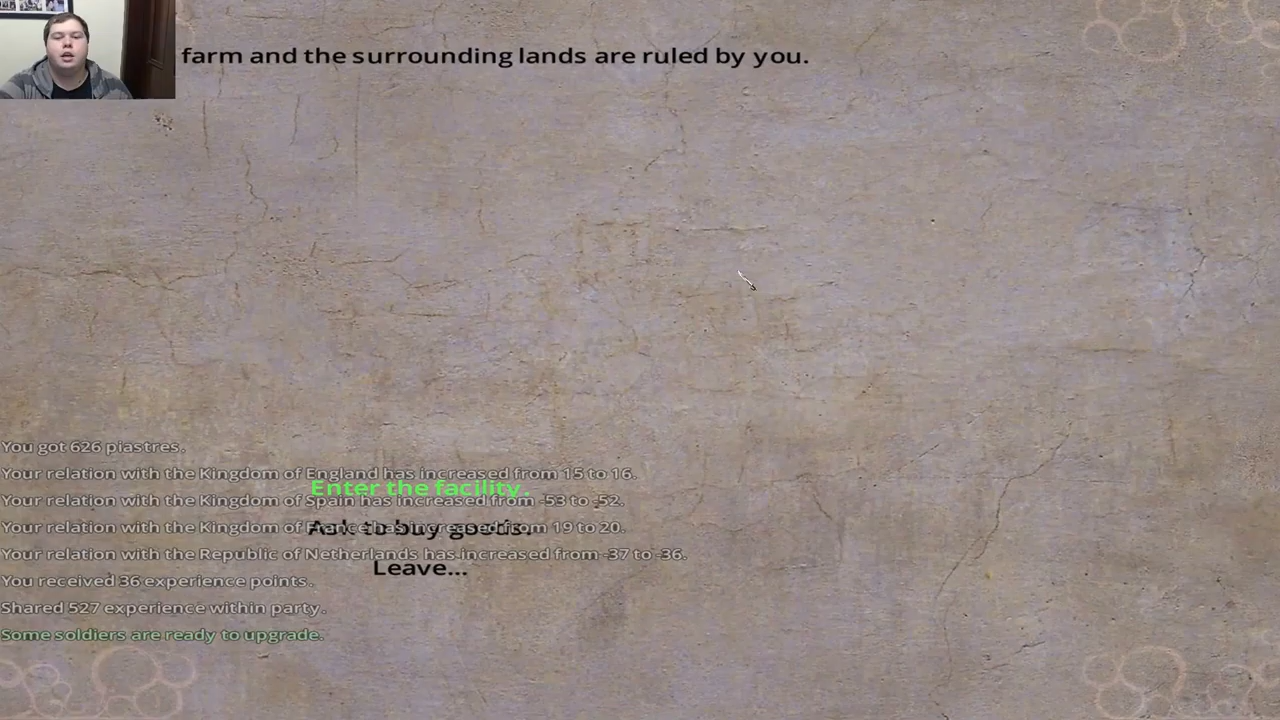 farm and the surrounding lands are ruled by you.
You got 626 piastres.
Your relation with the Kingdom of England has increased from 15 to 16.
Enter the facility.
Your relation with the Kingdom of Spain has increased from -53 to -52.
Your relation with the Kingdom of France has increased from 19 to 20.
Ask to buy goods.
Your relation with the Republic of Netherlands has increased from -37 to -36.
Leave...
You received 36 experience points.
Shared 527 experience within party.
Some soldiers are ready to upgrade.